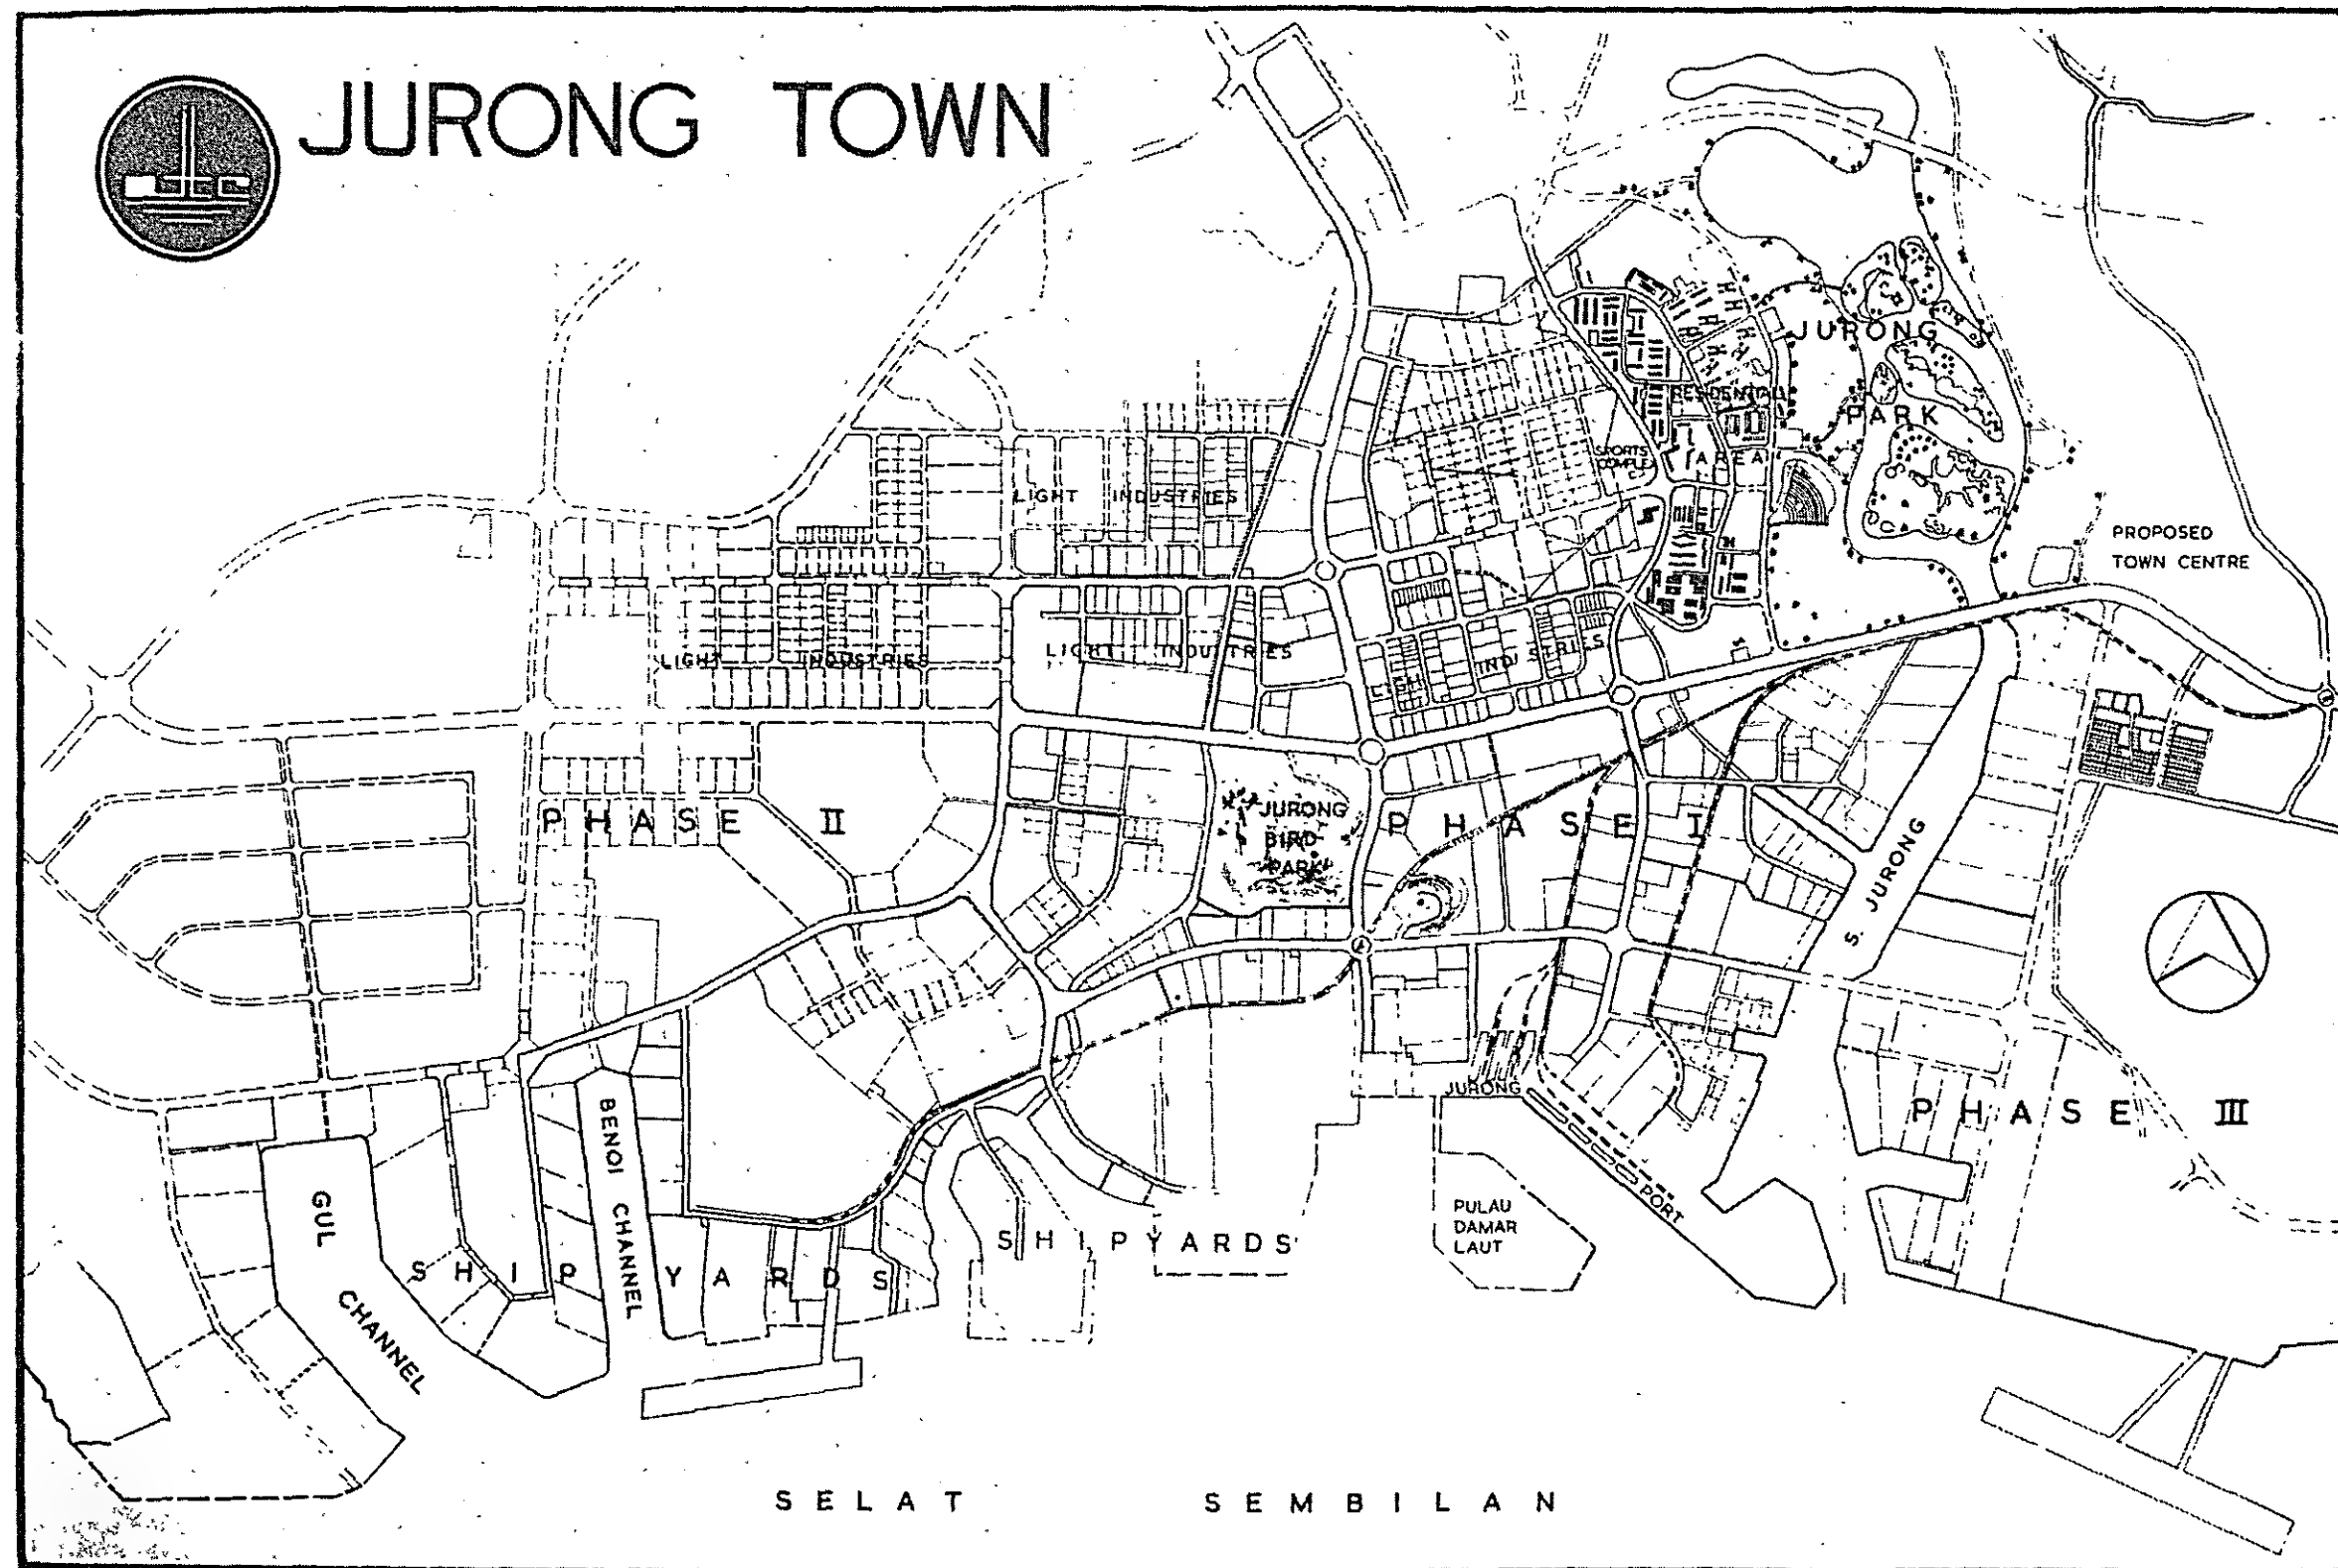 JURONG TOWN
JTC
JURONG
PARK
RESIDENTIAL
AREA
SPORTS
COMPLEX
LIGHT INDUSTRIES
PROPOSED
TOWN CENTRE
LIGHT INDUSTRIES
LIGHT INDUSTRIES
LIGHT INDUSTRIES
PHASE II
JURONG
BIRD
PARK
PHASE I
S. JURONG
JURONG
PORT
PHASE III
BENOI CHANNEL
GUL
CHANNEL
SHIPYARDS
SHIPYARDS
PULAU
DAMAR
LAUT
SELAT SEMBILAN